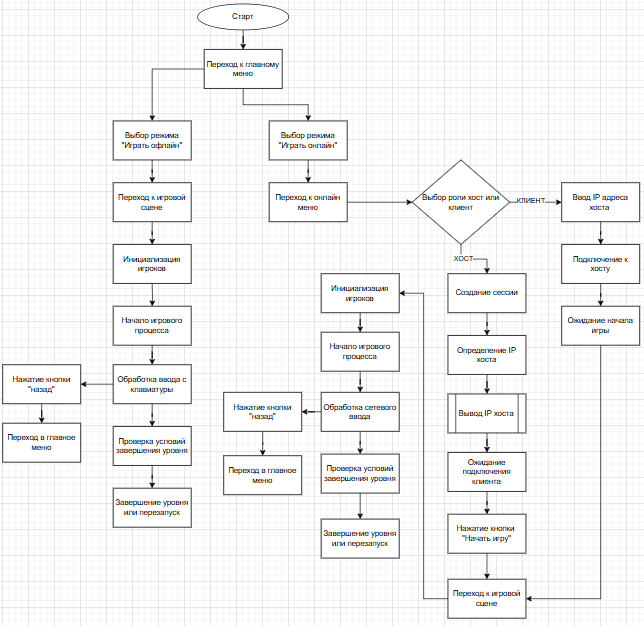 Старт
Переход к главному
меню
Выбор режима
"Играть офлайн"
Выбор режима
"Играть онлайн"
Переход к игровой
сцене
Переход к онлайн
меню
Выбор роли хост или
клиент
КЛИЕНТ
Ввод IP адреса
хоста
ХОСТ
Инициализация
игроков
Подключение к
хосту
Инициализация
игроков
Создание сессии
Начало игрового
процесса
Ожидание начала
игры
Начало игрового
процесса
Определение IP
хоста
Нажатие кнопки
"назад"
Обработка ввода с
клавиатуры
Нажатие кнопки
"назад"
Обработка сетевого
ввода
Вывод IP хоста
Переход в главное
меню
Проверка условий
завершения уровня
Переход в главное
меню
Проверка условий
завершения уровня
Ожидание
подключения
клиента
Завершение уровня
или перезапуск
Завершение уровня
или перезапуск
Нажатие кнопки
"Начать игру"
Переход к игровой
сцене